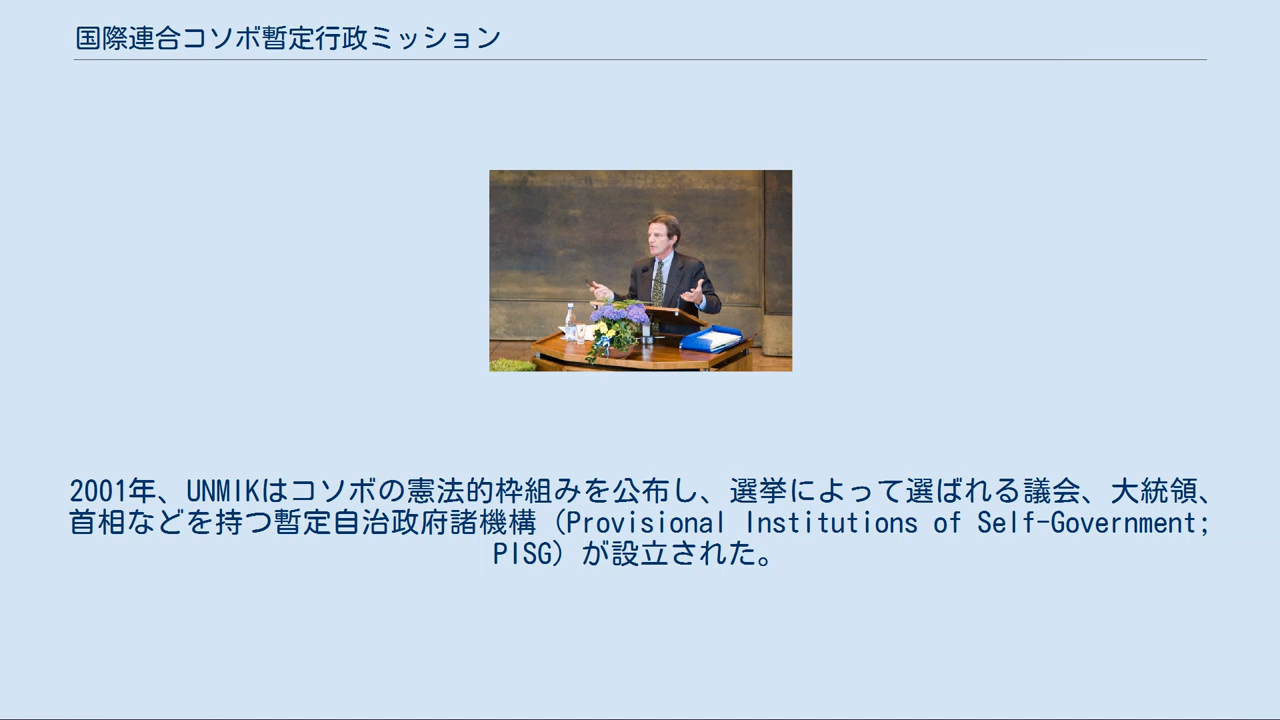 国際連合コソボ暫定行政ミッション
2001年、UNMIKはコソボの憲法的枠組みを公布し、選挙によって選ばれる議会、大統領、
首相などを持つ暫定自治政府諸機構（Provisional Institutions of Self-Government;
PISG）が設立された。